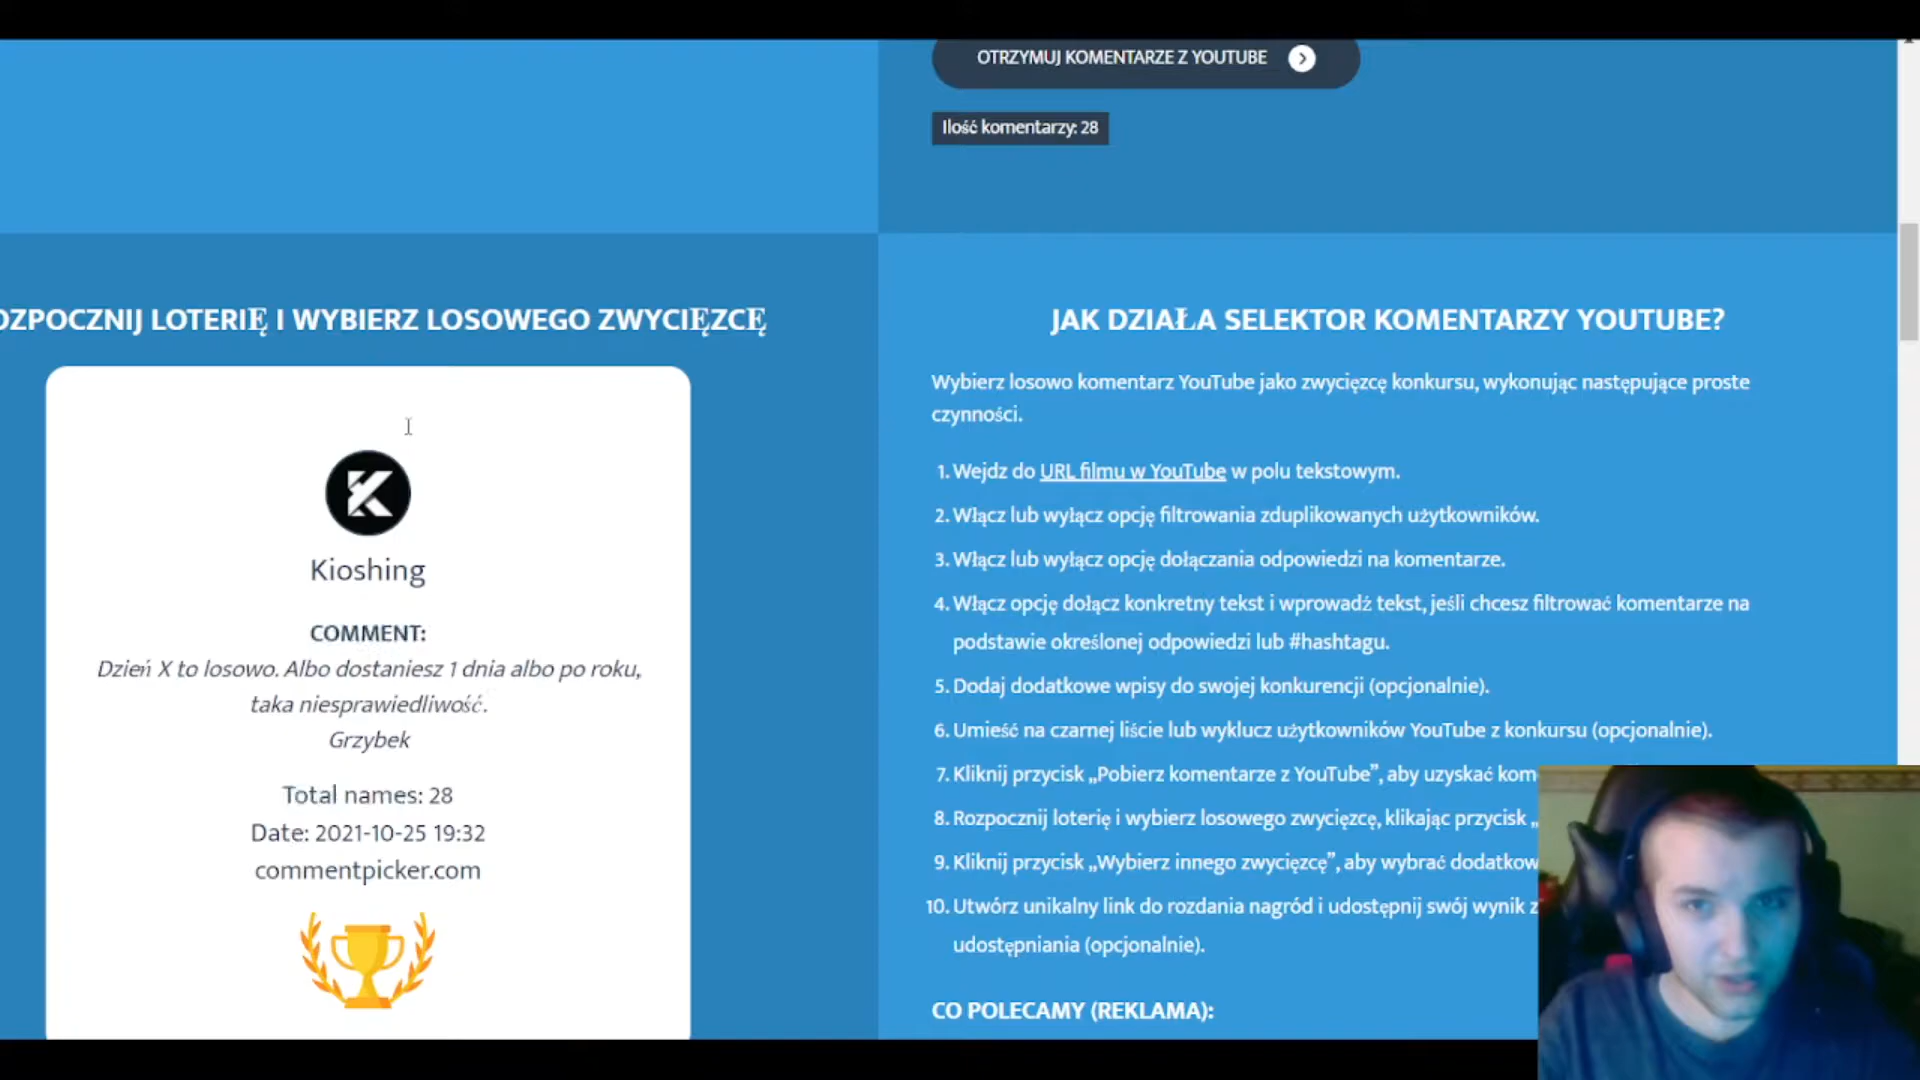 OTRZYMUJ KOMENTARZE Z YOUTUBE
Ilość komentarzy: 28
OZPOCZNIJ LOTERIĘ I WYBIERZ LOSOWEGO ZWYCIĘZCĘ
Kioshing
COMMENT:
Dzień X to losowo. Albo dostaniesz 1 dnia albo po roku,
taka niesprawiedliwość.
Grzybek
Total names: 28
Date: 2021-10-25 19:32
commentpicker.com
JAK DZIAŁA SELEKTOR KOMENTARZY YOUTUBE?
Wybierz losowo komentarz YouTube jako zwycięzcę konkursu, wykonując następujące proste
czynności.
1. Wejdz do URL filmu w YouTube w polu tekstowym.
2. Włącz lub wyłącz opcję filtrowania zduplikowanych użytkowników.
3. Włącz lub wyłącz opcję dołączania odpowiedzi na komentarze.
4. Włącz opcję dołącz konkretny tekst i wprowadź tekst, jeśli chcesz filtrować komentarze na
podstawie określonej odpowiedzi lub #hashtagu.
5. Dodaj dodatkowe wpisy do swojej konkurencji (opcjonalnie).
6. Umieść na czarnej liście lub wyklucz użytkowników YouTube z konkursu (opcjonalnie).
7. Kliknij przycisk „Pobierz komentarze z YouTube”, aby uzyskać kom
8. Rozpocznij loterię i wybierz losowego zwycięzcę, klikając przycisk „
9. Kliknij przycisk „Wybierz innego zwycięzcę”, aby wybrać dodatkow
10. Utwórz unikalny link do rozdania nagród i udostępnij swój wynik z
udostępniania (opcjonalnie).
CO POLECAMY (REKLAMA):